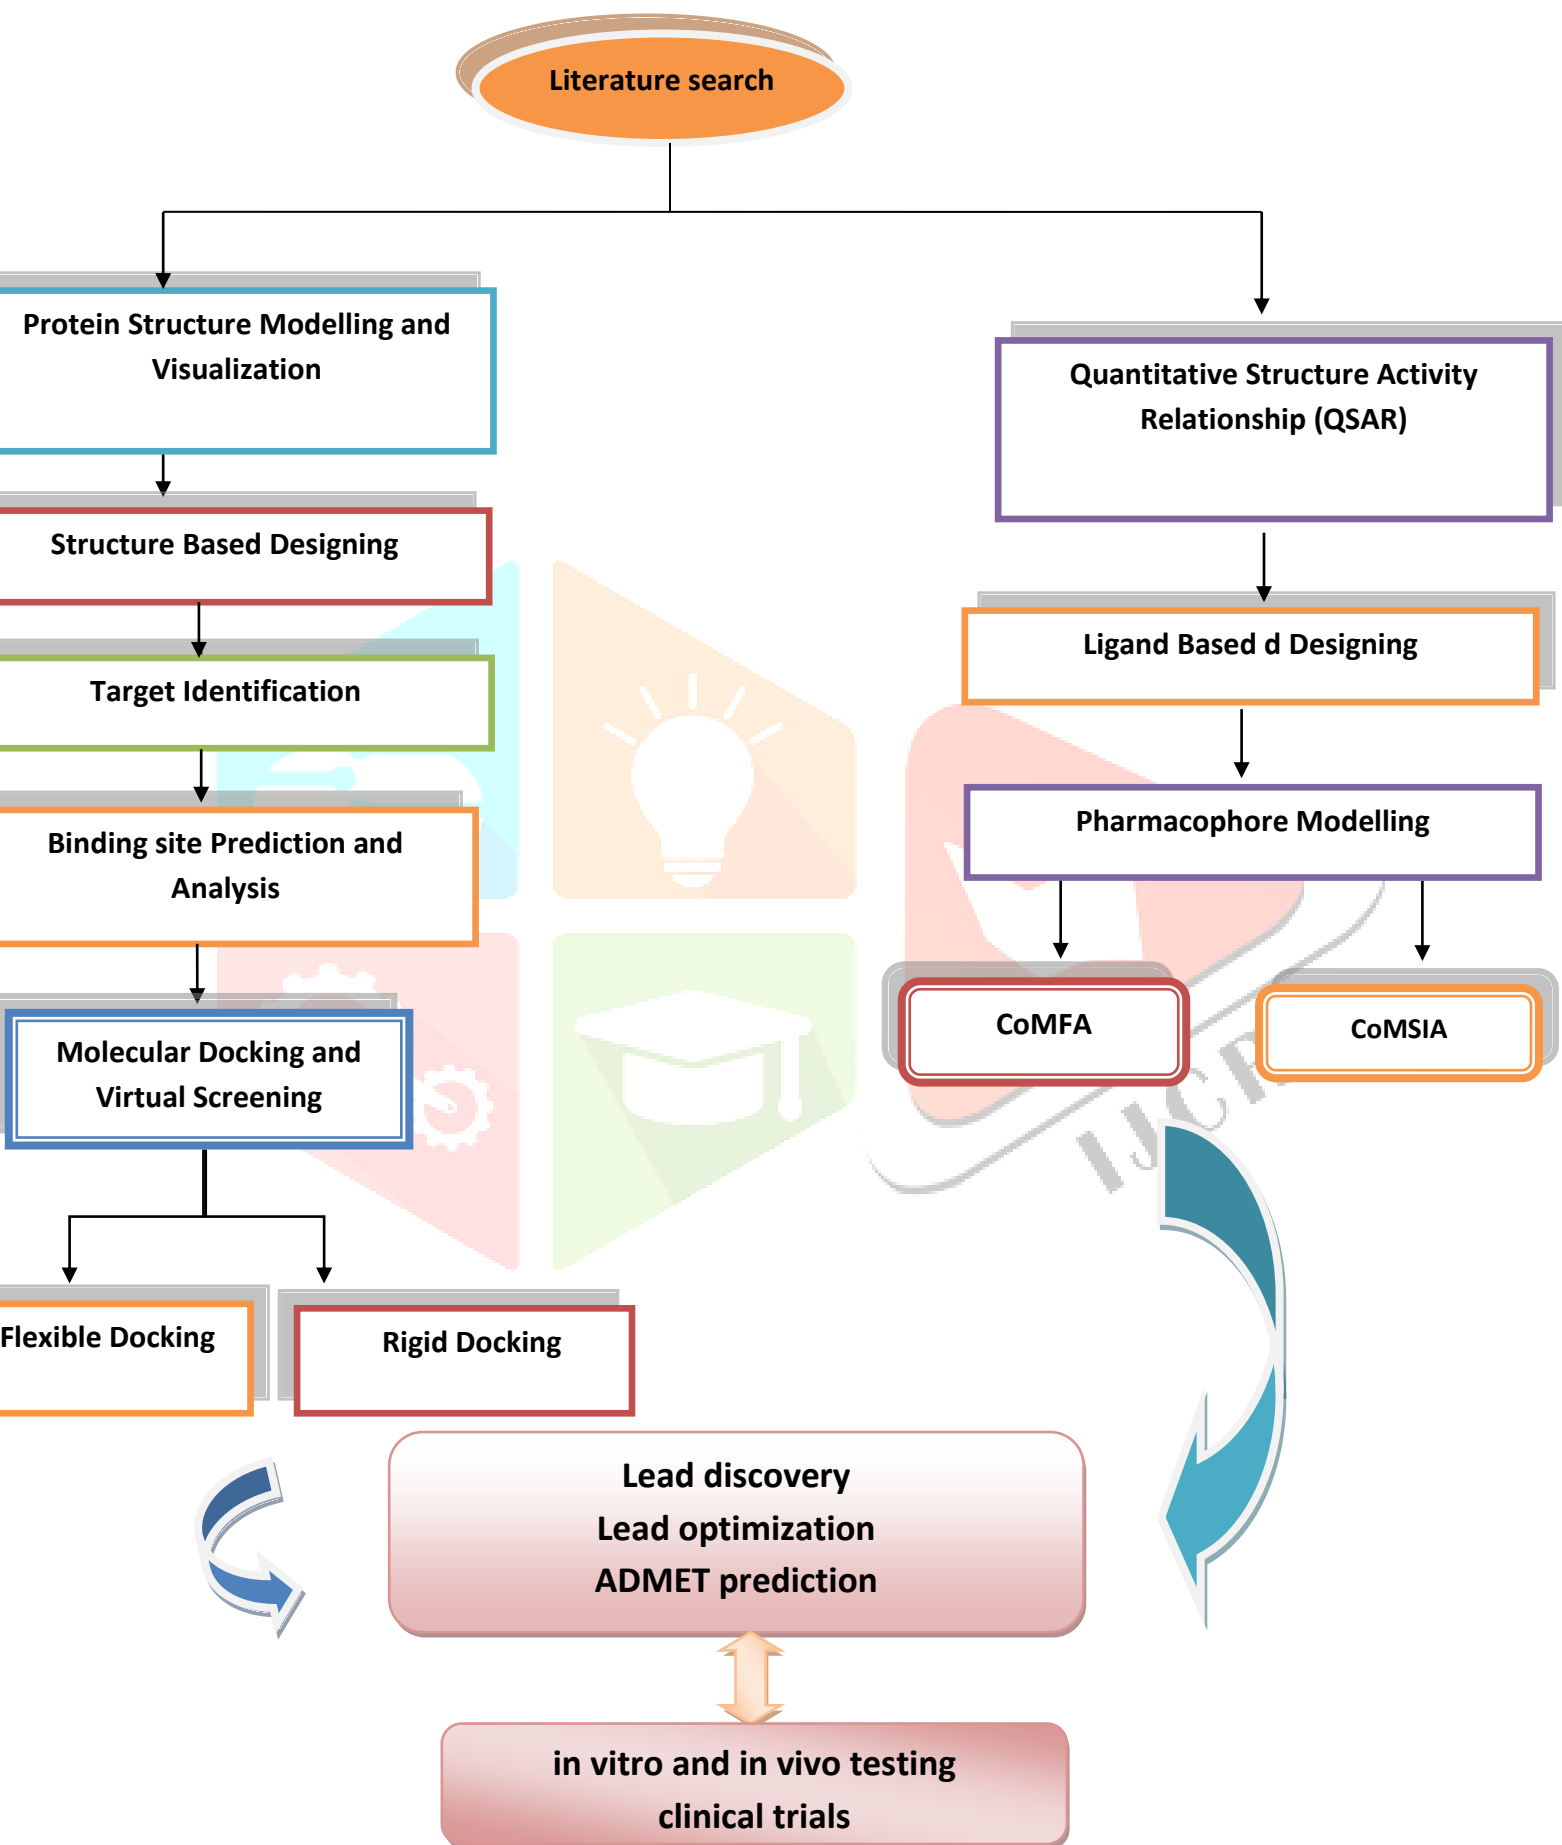 Literature search
Protein Structure Modelling and
Visualization
Quantitative Structure Activity
Relationship (QSAR)
Structure Based Designing
Ligand Based d Designing
Target Identification
Pharmacophore Modelling
Binding site Prediction and
Analysis
CoMFA
CoMSIA
Molecular Docking and
Virtual Screening
Flexible Docking
Rigid Docking
Lead discovery
Lead optimization
ADMET prediction
in vitro and in vivo testing
clinical trials